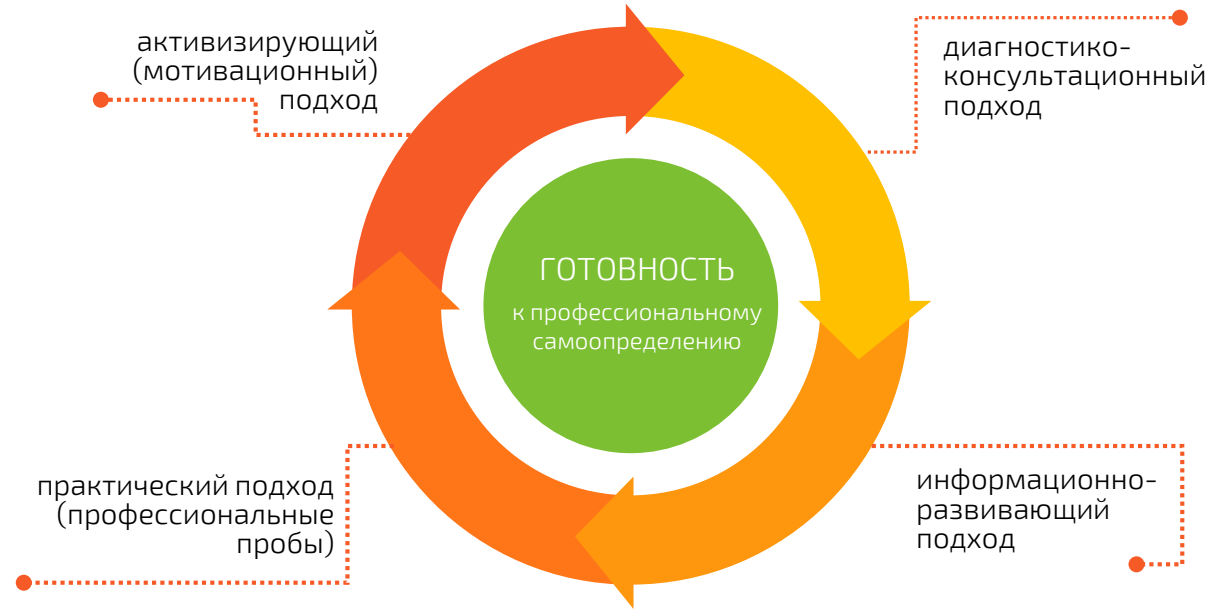 активизирующий
(мотивационный)
подход
диагностико-
консультационный
подход
ГОТОВНОСТЬ
к профессиональному
самоопределению
практический подход
(профессиональные
пробы)
информационно-
развивающий
подход